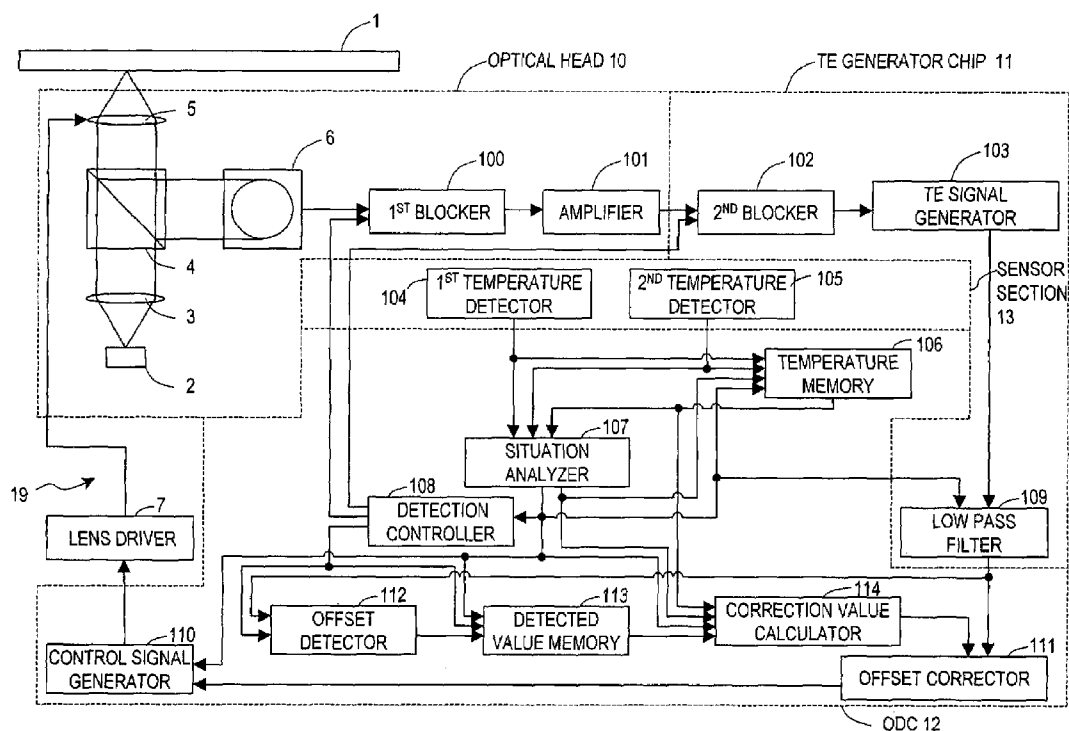 1
OPTICAL HEAD 10
TE GENERATOR CHIP 11
5
6
100
101
102
103
1ST BLOCKER
AMPLIFIER
2ND BLOCKER
TE SIGNAL
GENERATOR
4
3
2
104
1ST TEMPERATURE
DETECTOR
2ND TEMPERATURE
DETECTOR
105
SENSOR
SECTION
13
106
TEMPERATURE
MEMORY
107
SITUATION
ANALYZER
19
108
DETECTION
CONTROLLER
7
LENS DRIVER
109
LOW PASS
FILTER
112
OFFSET
DETECTOR
113
DETECTED
VALUE MEMORY
114
CORRECTION VALUE
CALCULATOR
110
CONTROL SIGNAL
GENERATOR
111
OFFSET CORRECTOR
ODC 12